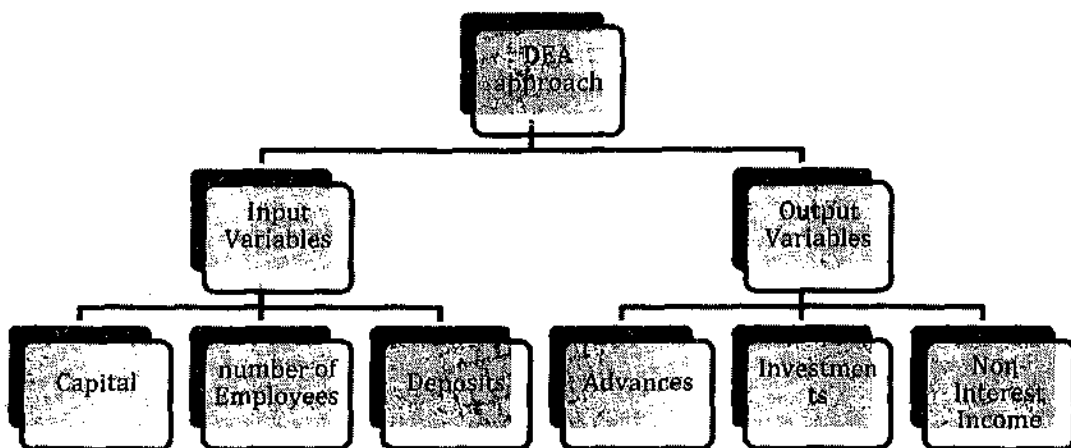 DEA
approach
Input
Variables
Output
Variables
Capital
number of
Employees
Deposits
Advances
Investmen
ts
Non-
Interest
Income